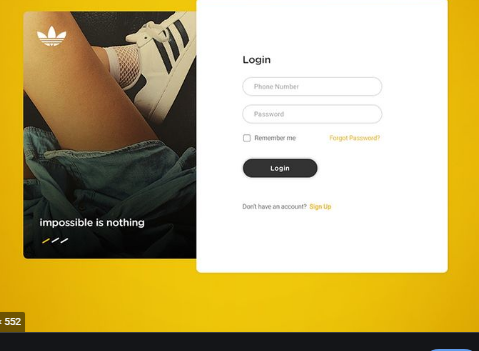 Login
Phone Number
Password
Remember me
Forgot Password?
Login
Don't have an account? Sign Up
impossible is nothing
× 552